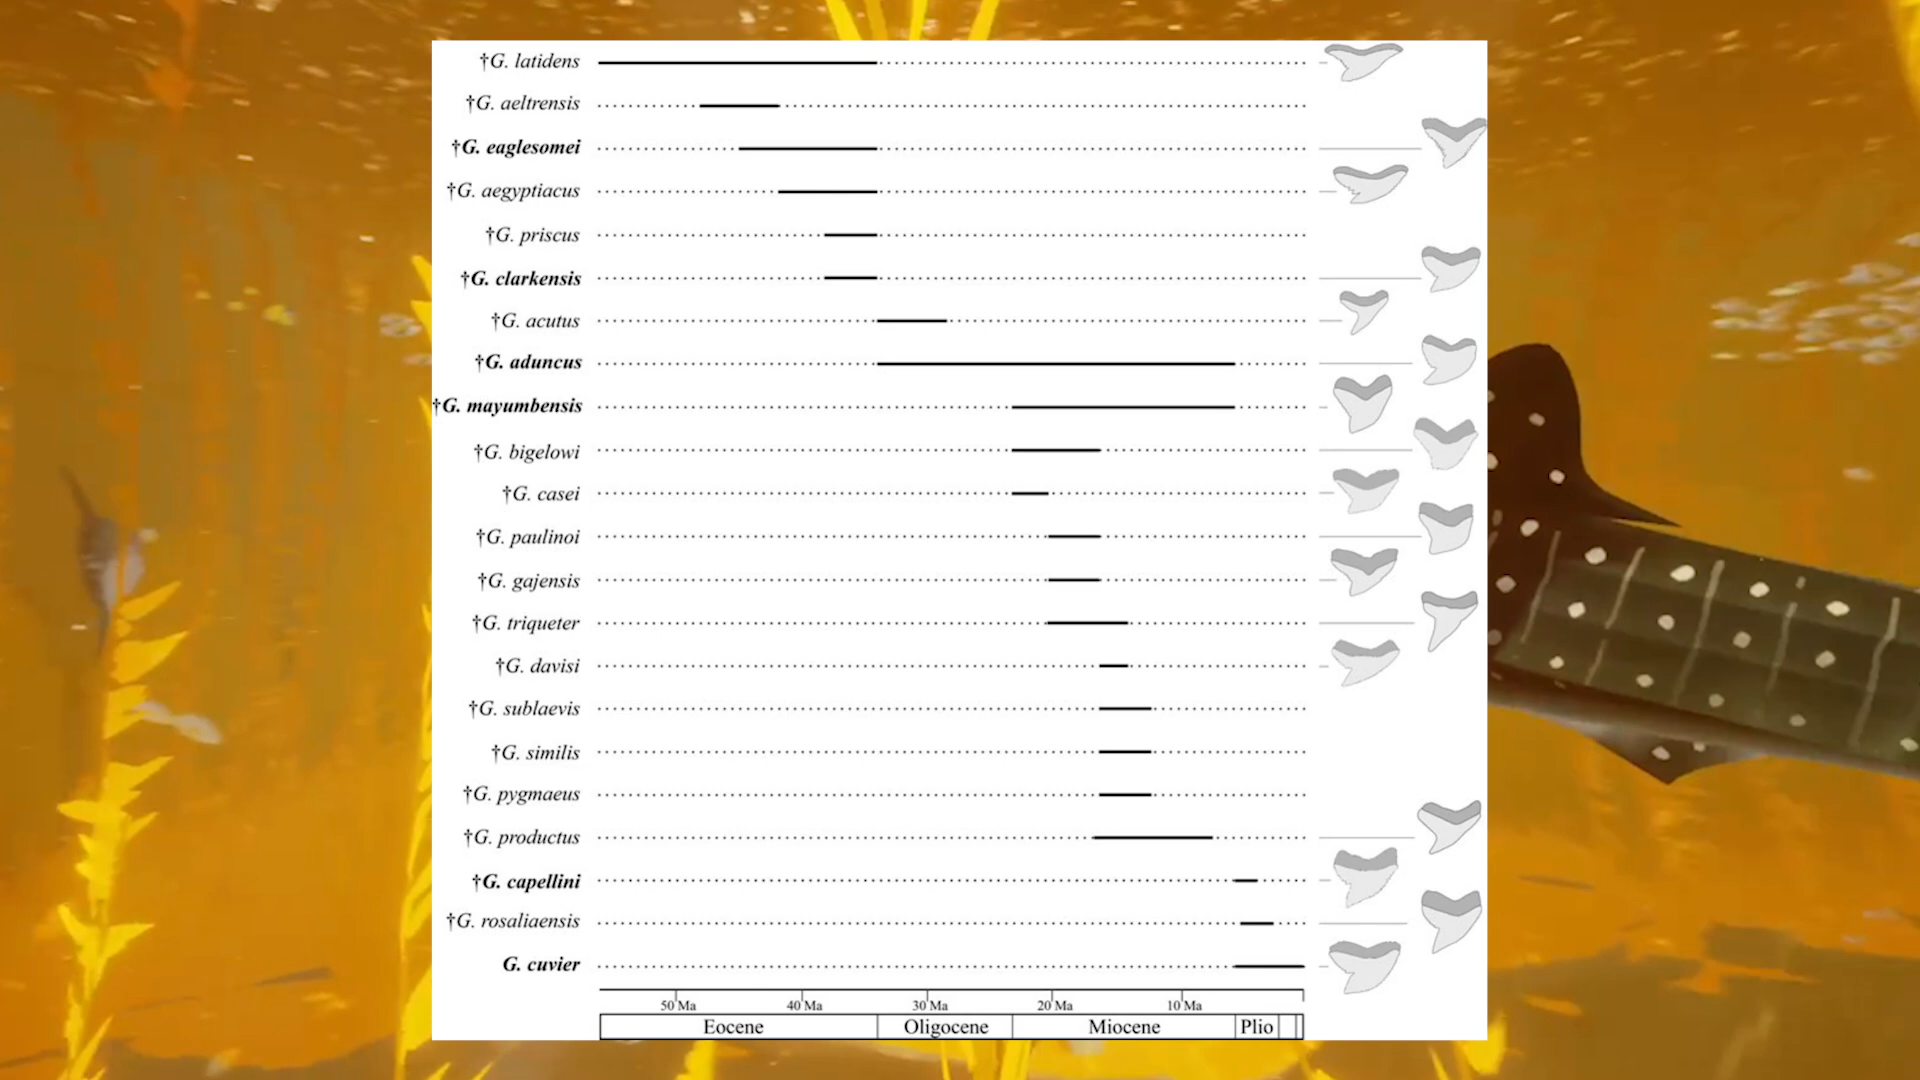 †G. latidens
†G. aeltrensis
†G. eaglesomei
†G. aegyptiacus
†G. priscus
†G. clarkensis
†G. acutus
†G. aduncus
†G. mayumbensis
†G. bigelowi
†G. casei
†G. paulinoi
†G. gajensis
†G. triqueter
†G. davisi
†G. sublaevis
†G. similis
†G. pygmaeus
†G. productus
†G. capellini
†G. rosaliaensis
G. cuvier
50 Ma 40 Ma 30 Ma 20 Ma 10 Ma
Eocene Oligocene Miocene Plio